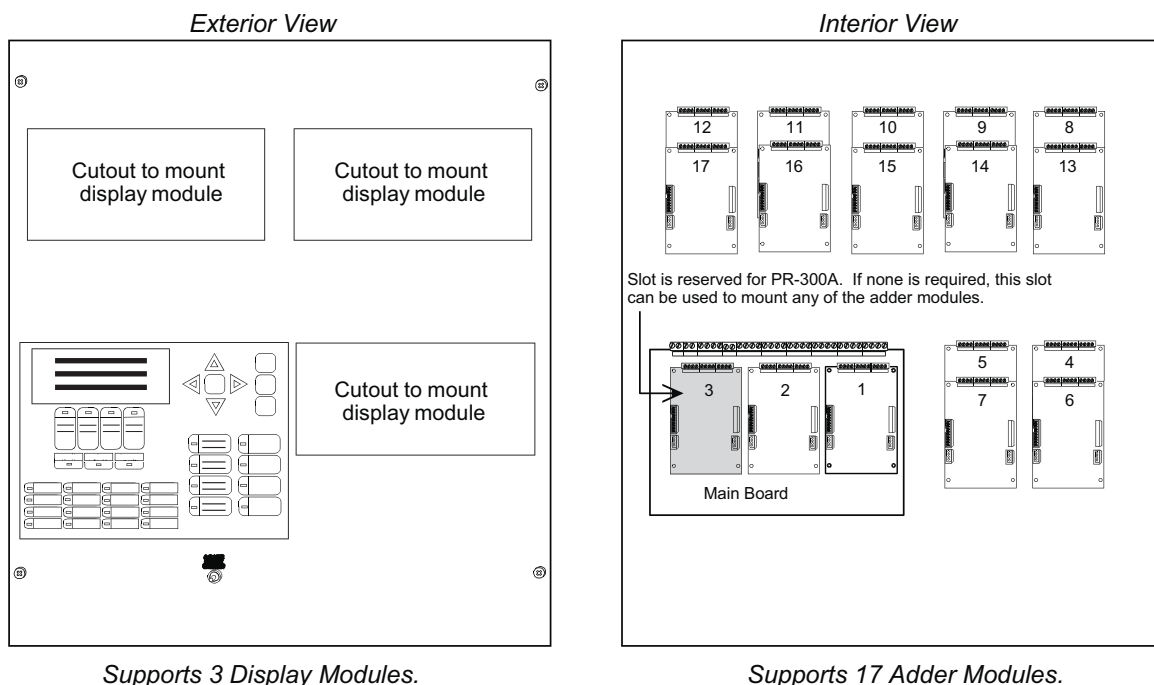 Exterior View
Cutout to mount
display module
Cutout to mount
display module
Cutout to mount
display module
Supports 3 Display Modules.
Interior View
12 11 10 9 8
17 16 15 14 13
Slot is reserved for PR-300A. If none is required, this slot
can be used to mount any of the adder modules.
5 4
3 2 1
7 6
Main Board
Supports 17 Adder Modules.